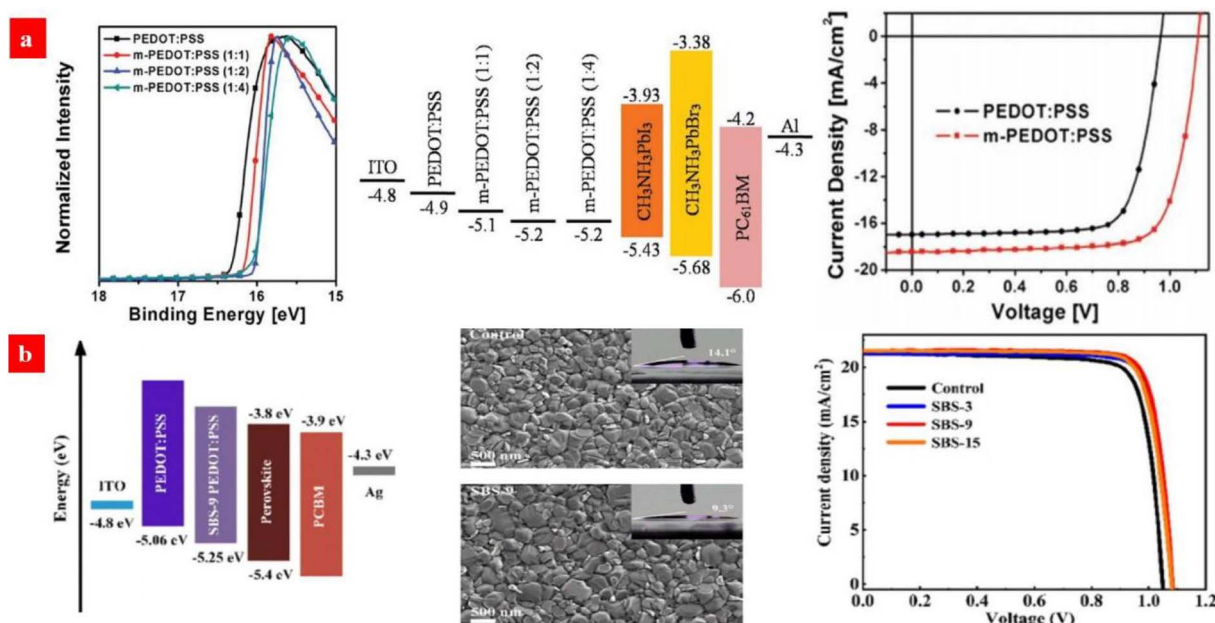 a
PEDOT:PSS
m-PEDOT:PSS (1:1)
m-PEDOT:PSS (1:2)
m-PEDOT:PSS (1:4)
Normalized Intensity
18 17 16 15
Binding Energy [eV]
ITO
-4.8
PEDOT:PSS
-4.9
m-PEDOT:PSS (1:1)
-5.1
m-PEDOT:PSS (1:2)
-5.2
m-PEDOT:PSS (1:4)
-5.2
-3.93
CH₃NH₃PbI₃
-5.43
-3.38
CH₃NH₃PbBr₃
-5.68
-4.2
PC₆₁BM
-6.0
Al
-4.3
Current Density [mA/cm²]
0
-4
-8
-12
-16
-20
PEDOT:PSS
m-PEDOT:PSS
0.0 0.2 0.4 0.6 0.8 1.0
Voltage [V]
b
Energy (eV)
ITO
-4.8 eV
PEDOT:PSS
-5.06 eV
SBS-9 PEDOT:PSS
-5.25 eV
-3.8 eV
Perovskite
-5.4 eV
-3.9 eV
PCBM
-4.3 eV
Ag
Control
14.1°
500 nm
SBS-9
9.3°
500 nm
Current density (mA/cm²)
20
15
10
5
0
Control
SBS-3
SBS-9
SBS-15
0.0 0.2 0.4 0.6 0.8 1.0 1.2
Voltage (V)